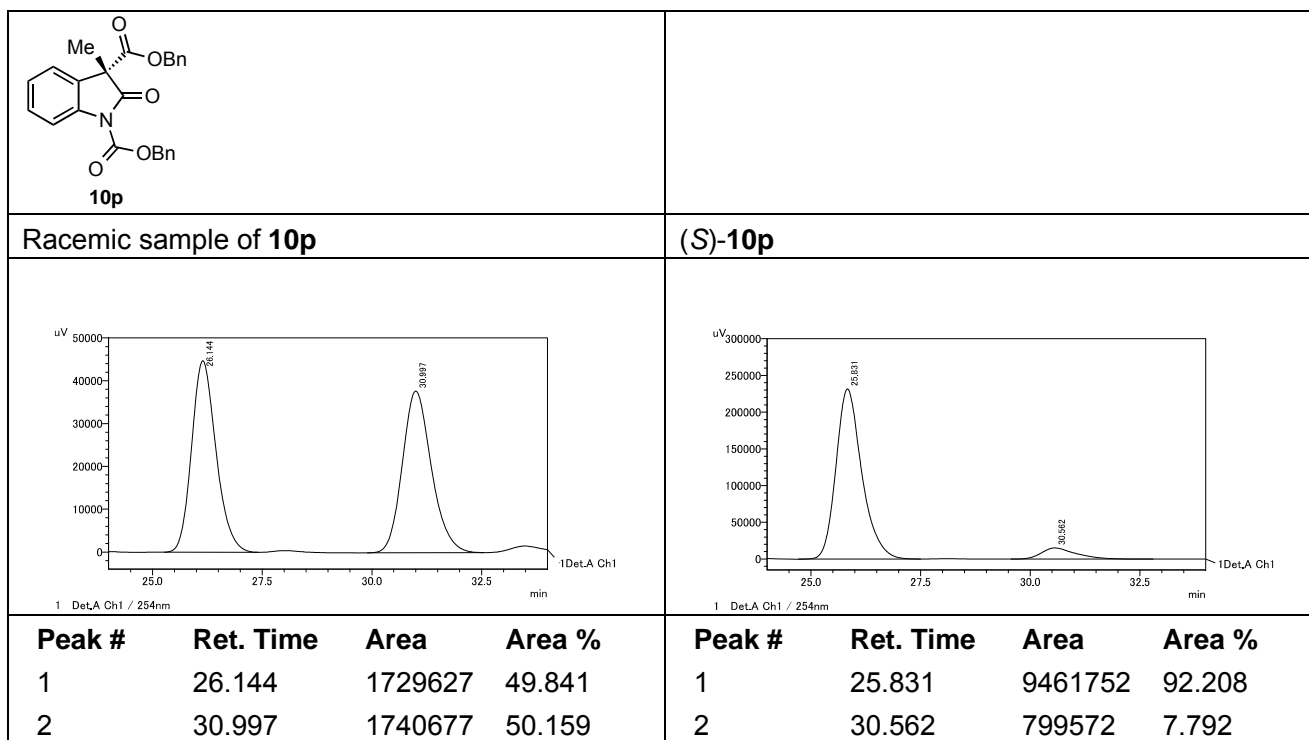 O
Me
OBn
O
N
O
OBn
10p
Racemic sample of 10p
(S)-10p
uV
50000
40000
30000
20000
10000
0
26.144
30.997
25.0
27.5
30.0
32.5
min
1Det.A Ch1
1 Det.A Ch1 / 254nm
uV
300000
250000
200000
150000
100000
50000
0
25.831
30.562
25.0
27.5
30.0
32.5
min
1Det.A Ch1
1 Det.A Ch1 / 254nm
Peak # Ret. Time Area Area %
1 26.144 1729627 49.841
2 30.997 1740677 50.159
Peak # Ret. Time Area Area %
1 25.831 9461752 92.208
2 30.562 799572 7.792